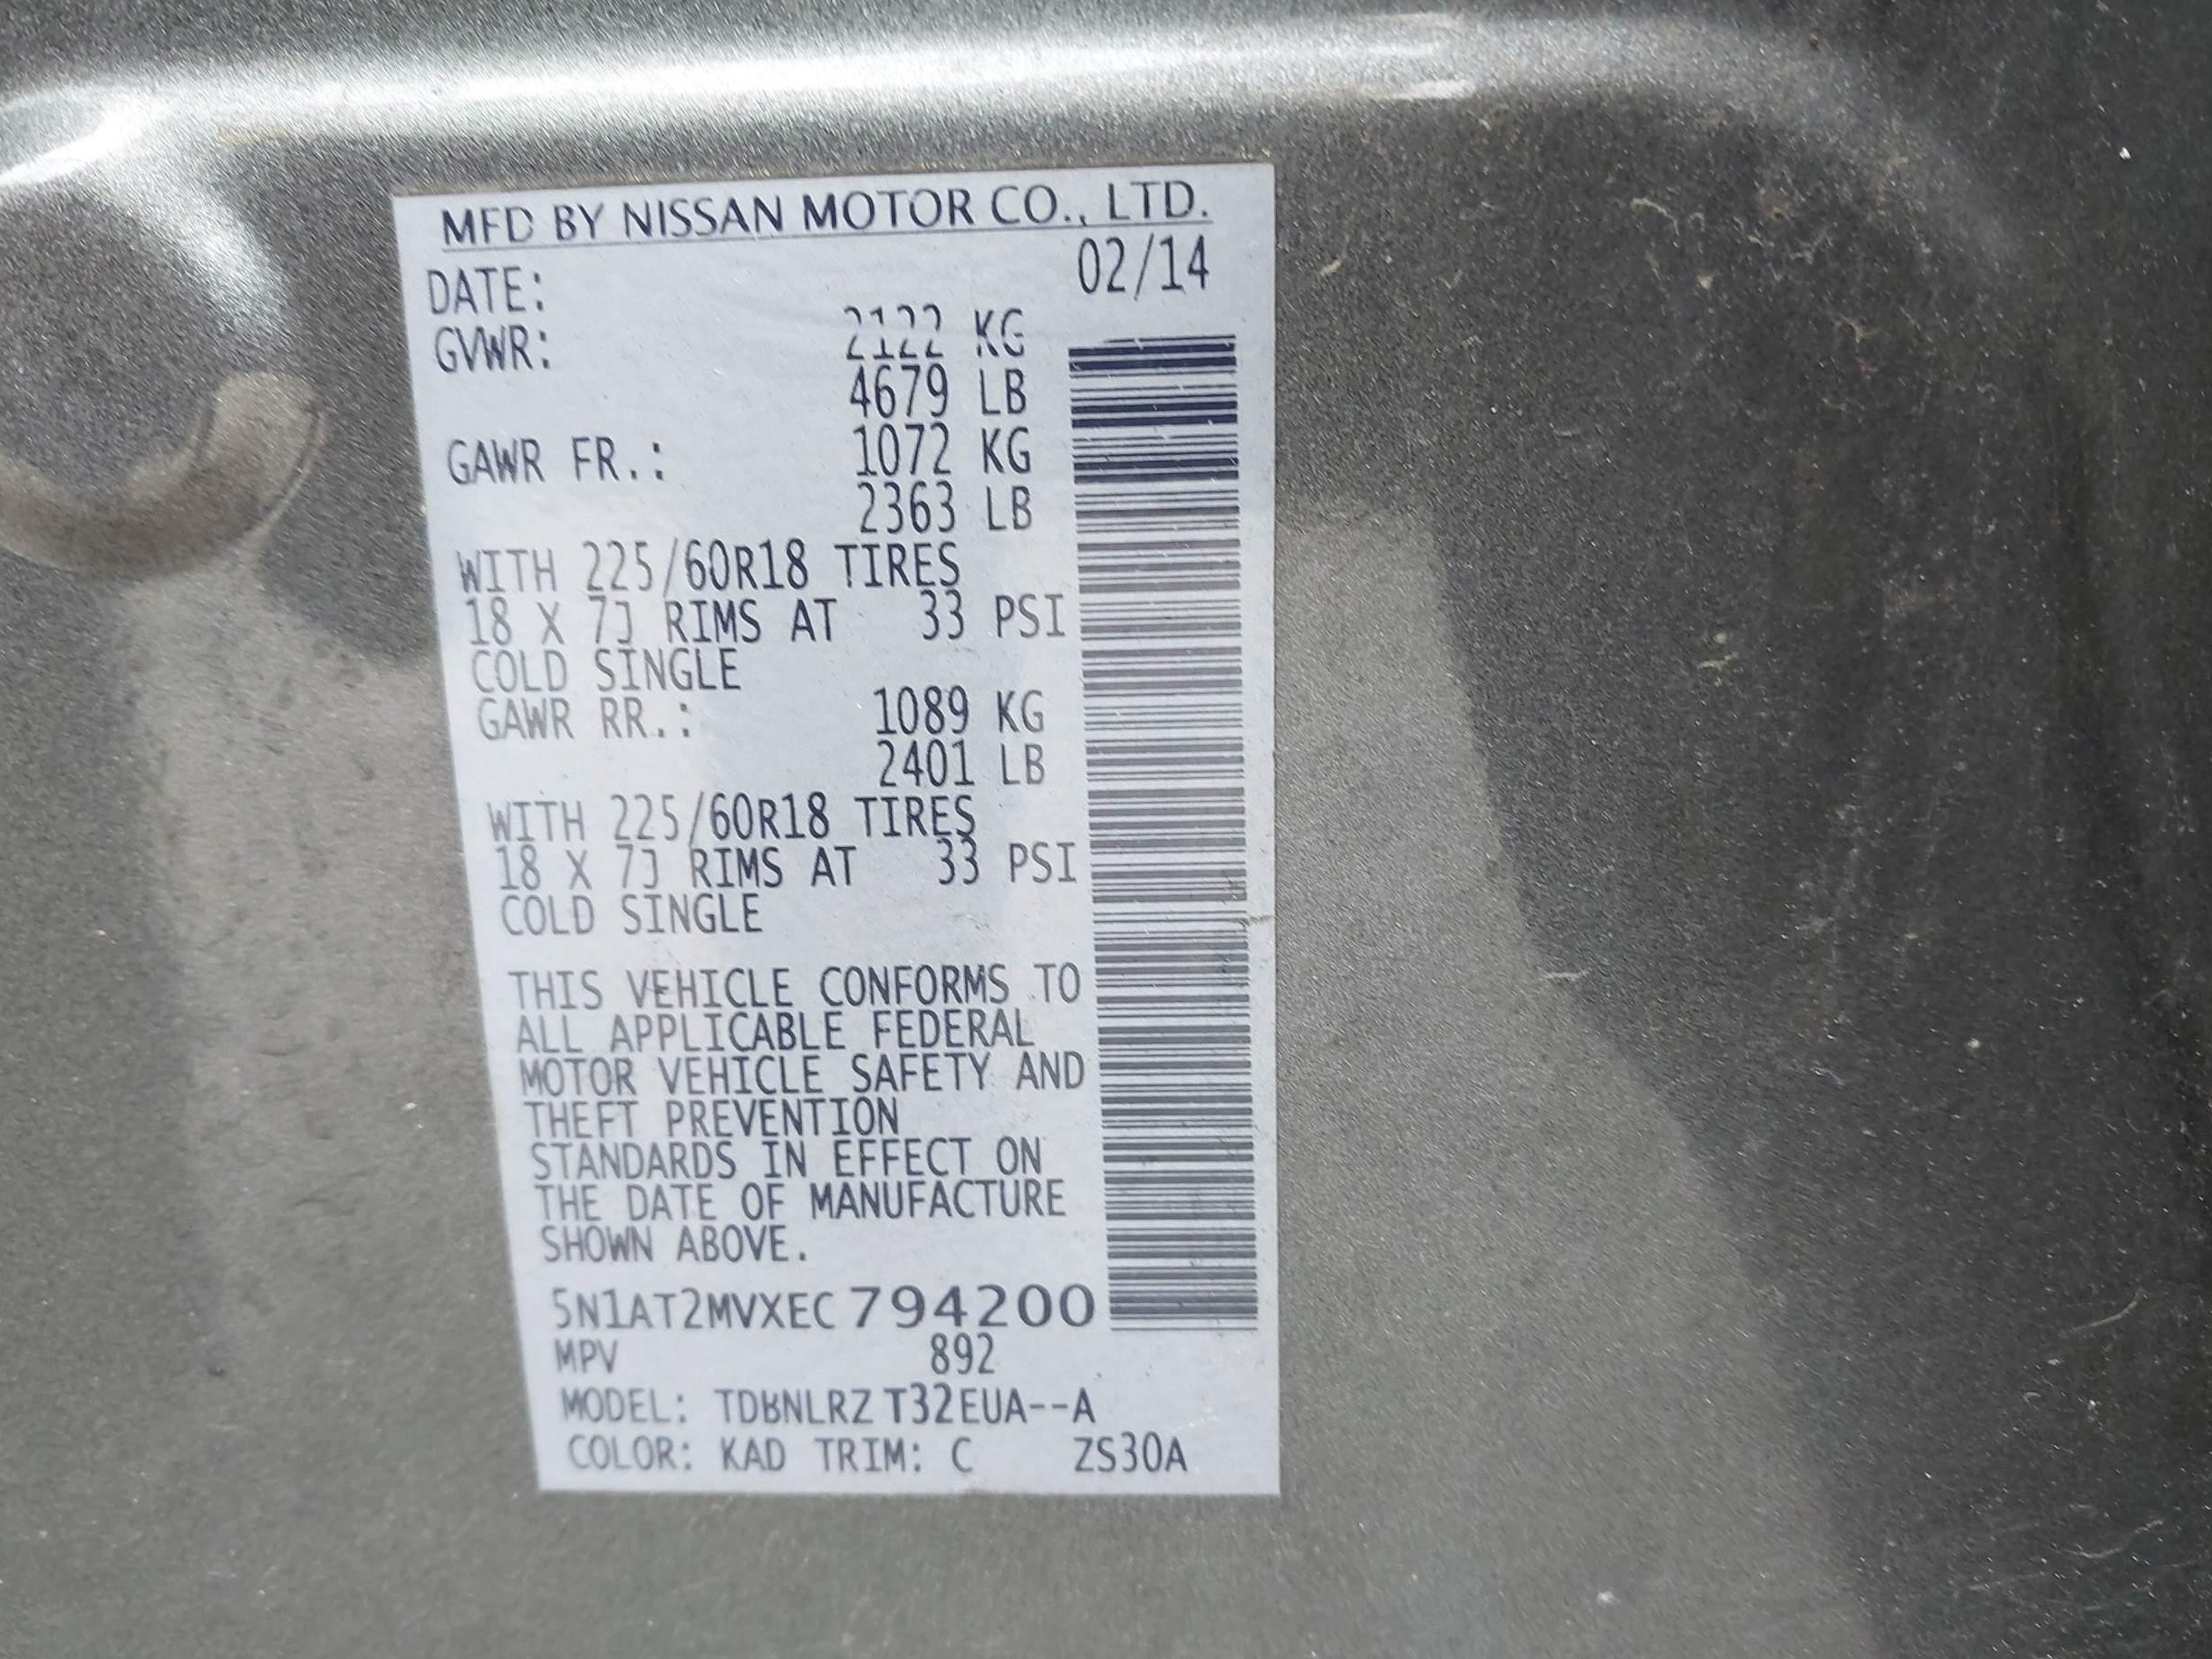 MFD BY NISSAN MOTOR CO., LTD.
DATE: 02/14
GVWR: 2122 KG
4679 LB
GAWR FR.: 1072 KG
2363 LB
WITH 225/60R18 TIRES
18 X 7J RIMS AT 33 PSI
COLD SINGLE
GAWR RR.: 1089 KG
2401 LB
WITH 225/60R18 TIRES
18 X 7J RIMS AT 33 PSI
COLD SINGLE
THIS VEHICLE CONFORMS TO
ALL APPLICABLE FEDERAL
MOTOR VEHICLE SAFETY AND
THEFT PREVENTION
STANDARDS IN EFFECT ON
THE DATE OF MANUFACTURE
SHOWN ABOVE.
5N1AT2MVXEC794200
MPV 892
MODEL: TDBNLRZ T32EUA--A
COLOR: KAD TRIM: C ZS30A